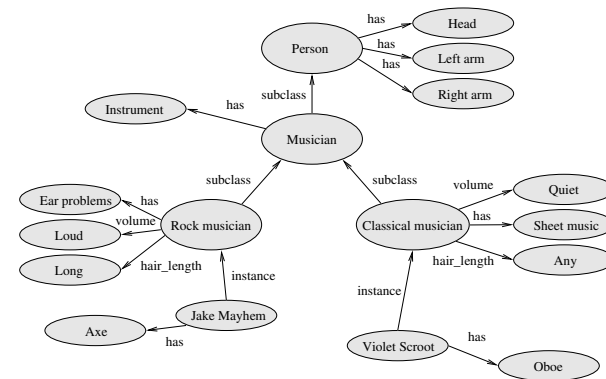 has
Head
Person
has
Left arm
has
Right arm
subclass
Instrument
has
Musician
subclass
subclass
Ear problems
has
volume
Quiet
Loud
volume
Rock musician
Classical musician
has
Sheet music
Long
hair_length
hair_length
Any
instance
instance
Axe
Jake Mayhem
has
Violet Scroot
has
Oboe